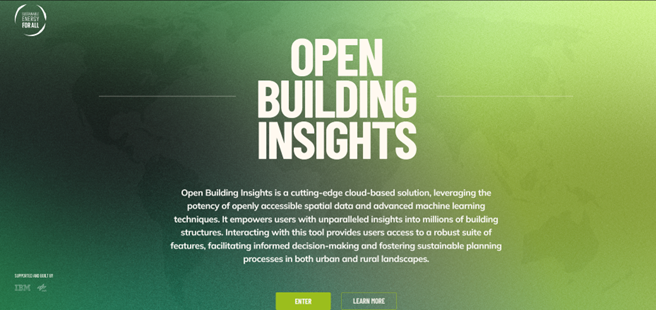 SUSTAINABLE
ENERGY
FOR ALL
OPEN
BUILDING
INSIGHTS
Open Building Insights is a cutting-edge cloud-based solution, leveraging the
potency of openly accessible spatial data and advanced machine learning
techniques. It empowers users with unparalleled insights into millions of building
structures. Interacting with this tool provides users access to a robust suite of
features, facilitating informed decision-making and fostering sustainable planning
processes in both urban and rural landscapes.
SUPPORTED AND BUILT BY
IBM
ENTER
LEARN MORE